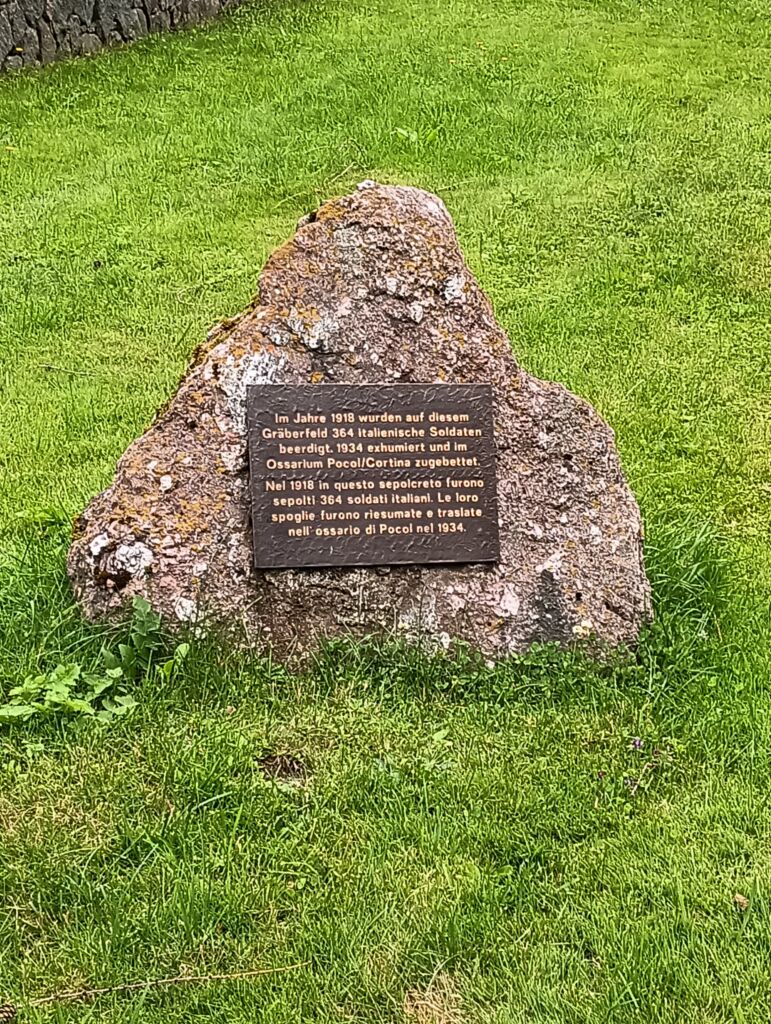 Im Jahre 1918 wurden auf diesem
Gräberfeld 364 italienische Soldaten
beerdigt. 1934 exhumiert und im
Ossarium Pocol/Cortina zugebettet.
Nel 1918 in questo sepolcreto furono
sepolti 364 soldati italiani. Le loro
spoglie furono riesumate e traslate
nell'ossario di Pocol nel 1934.